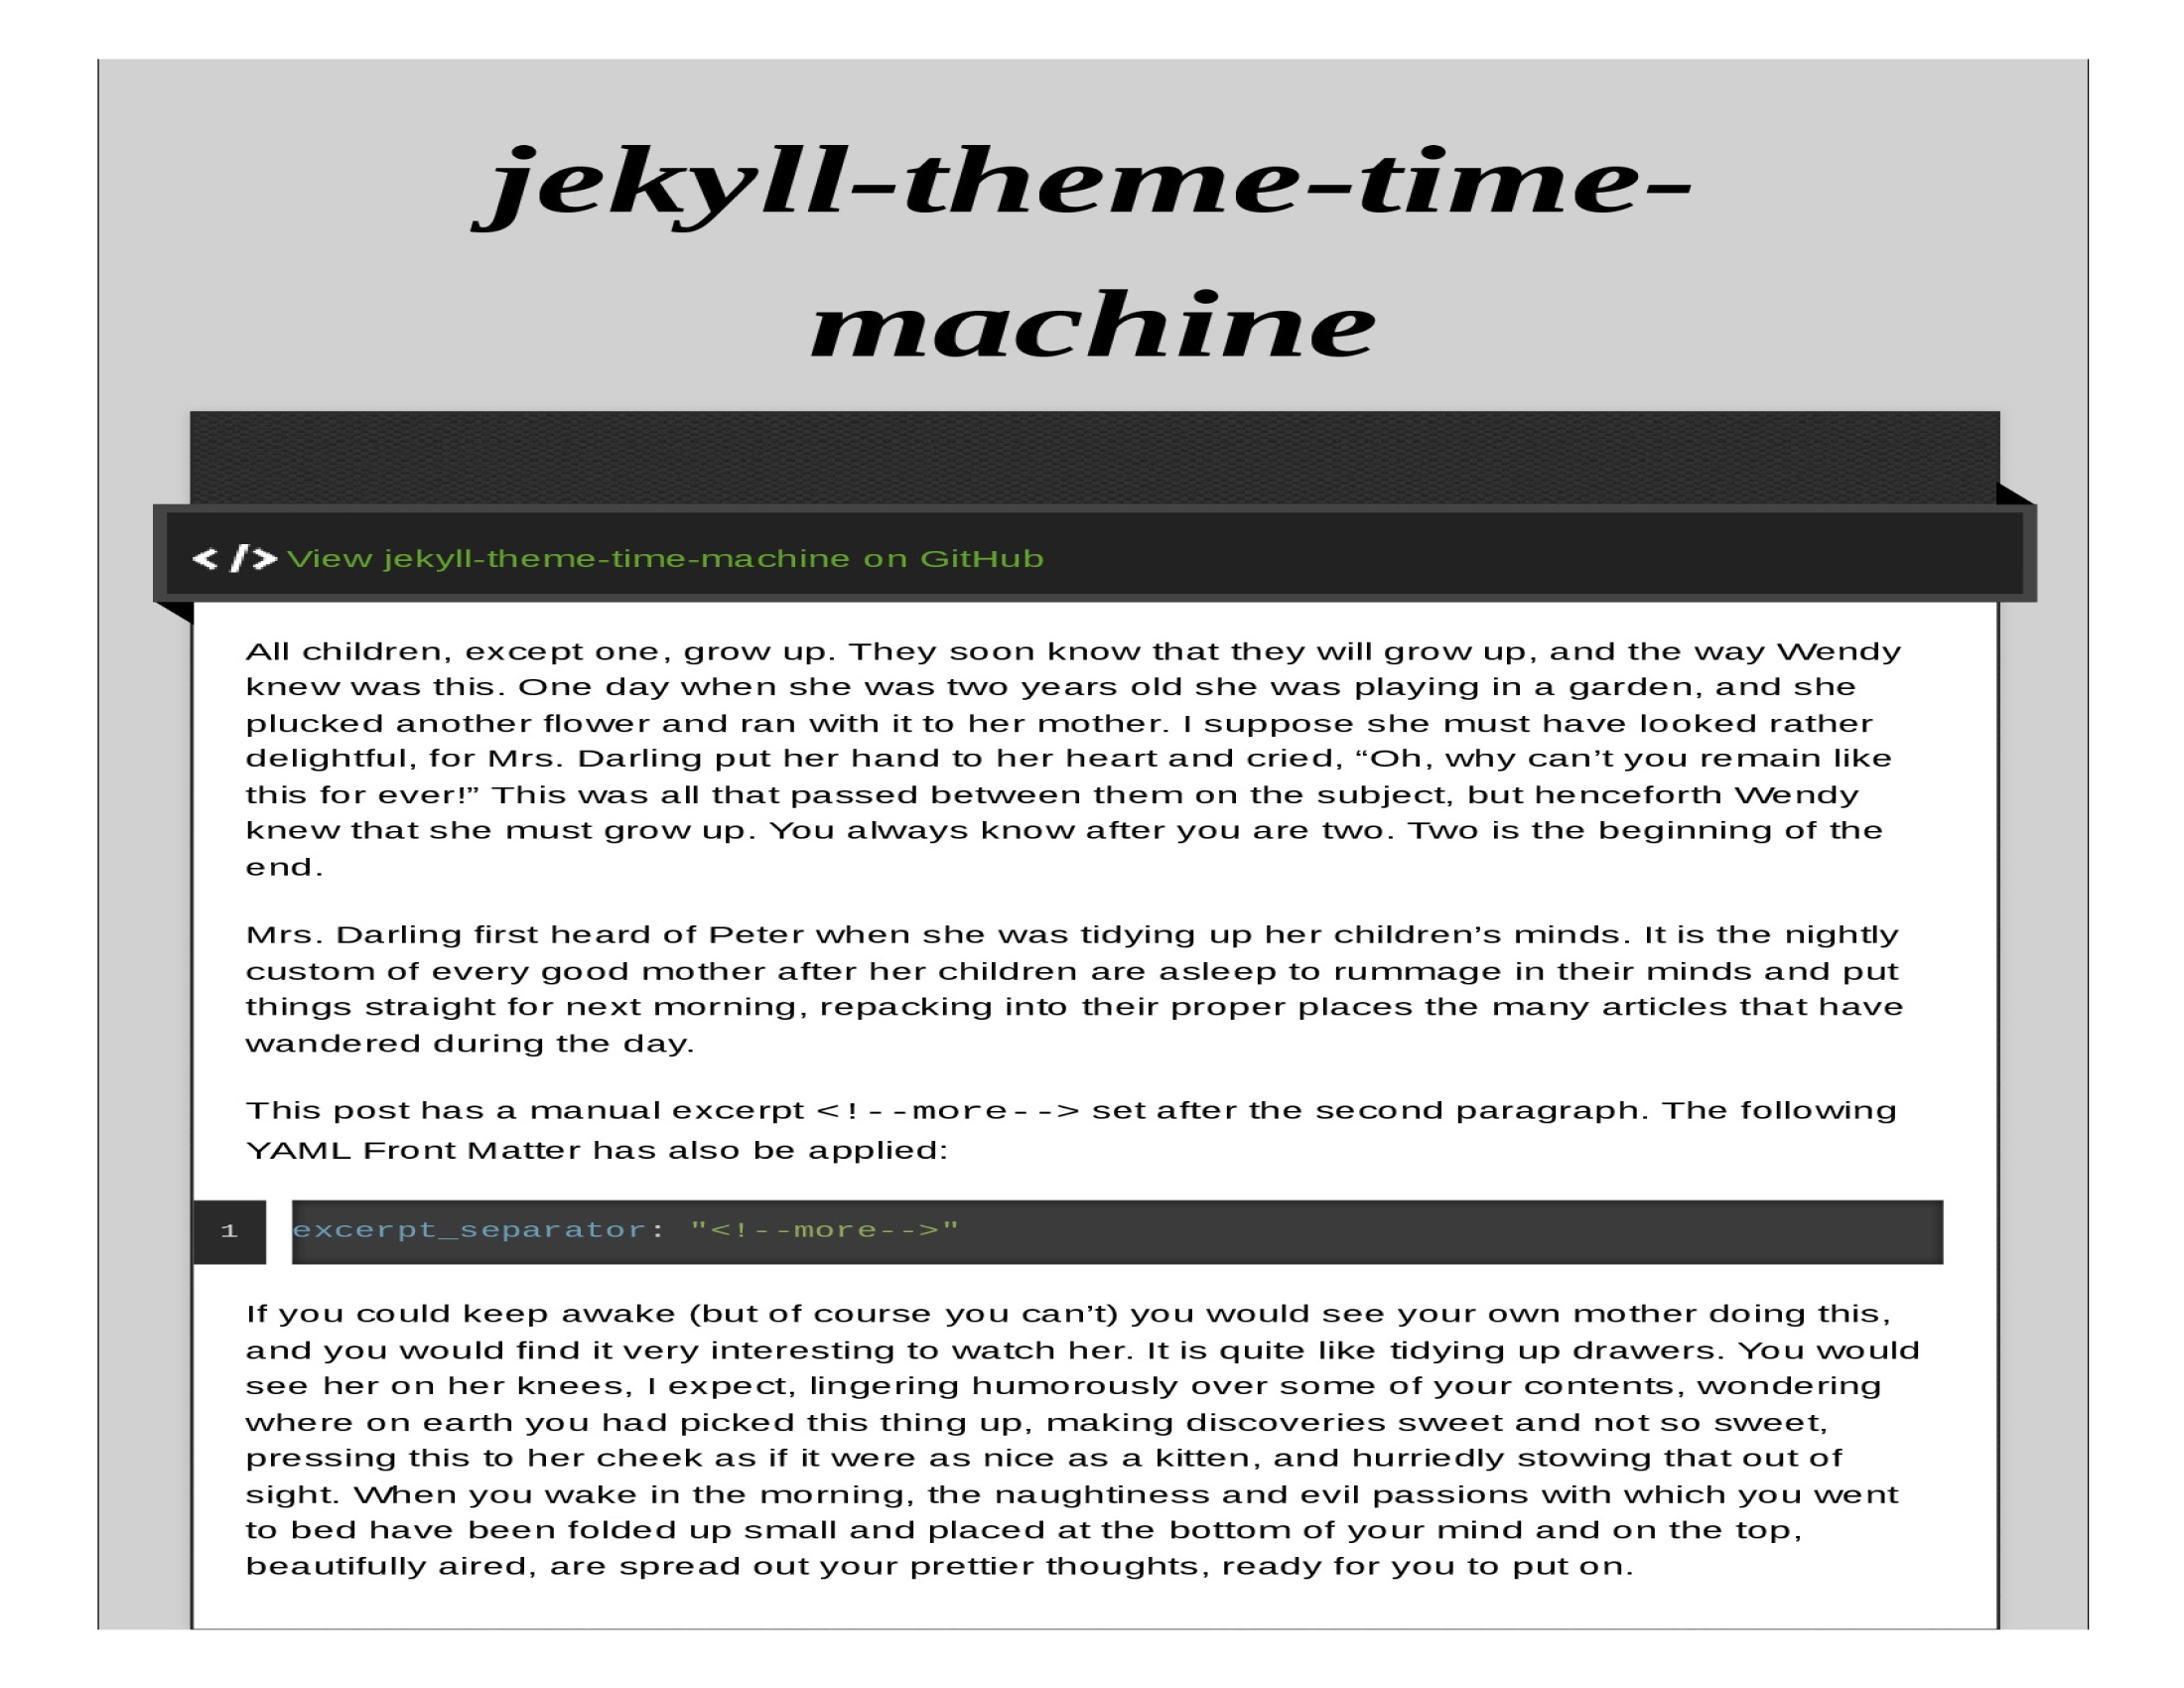 jekyll-theme-time-
machine
</> View jekyll-theme-time-machine on GitHub
All children, except one, grow up. They soon know that they will grow up, and the way Wendy
knew was this. One day when she was two years old she was playing in a garden, and she
plucked another flower and ran with it to her mother. I suppose she must have looked rather
delightful, for Mrs. Darling put her hand to her heart and cried, “Oh, why can’t you remain like
this for ever!” This was all that passed between them on the subject, but henceforth Wendy
knew that she must grow up. You always know after you are two. Two is the beginning of the
end.
Mrs. Darling first heard of Peter when she was tidying up her children’s minds. It is the nightly
custom of every good mother after her children are asleep to rummage in their minds and put
things straight for next morning, repacking into their proper places the many articles that have
wandered during the day.
This post has a manual excerpt <!--more--> set after the second paragraph. The following
YAML Front Matter has also be applied:
1 excerpt_separator: "<!--more-->"
If you could keep awake (but of course you can’t) you would see your own mother doing this,
and you would find it very interesting to watch her. It is quite like tidying up drawers. You would
see her on her knees, I expect, lingering humorously over some of your contents, wondering
where on earth you had picked this thing up, making discoveries sweet and not so sweet,
pressing this to her cheek as if it were as nice as a kitten, and hurriedly stowing that out of
sight. When you wake in the morning, the naughtiness and evil passions with which you went
to bed have been folded up small and placed at the bottom of your mind and on the top,
beautifully aired, are spread out your prettier thoughts, ready for you to put on.